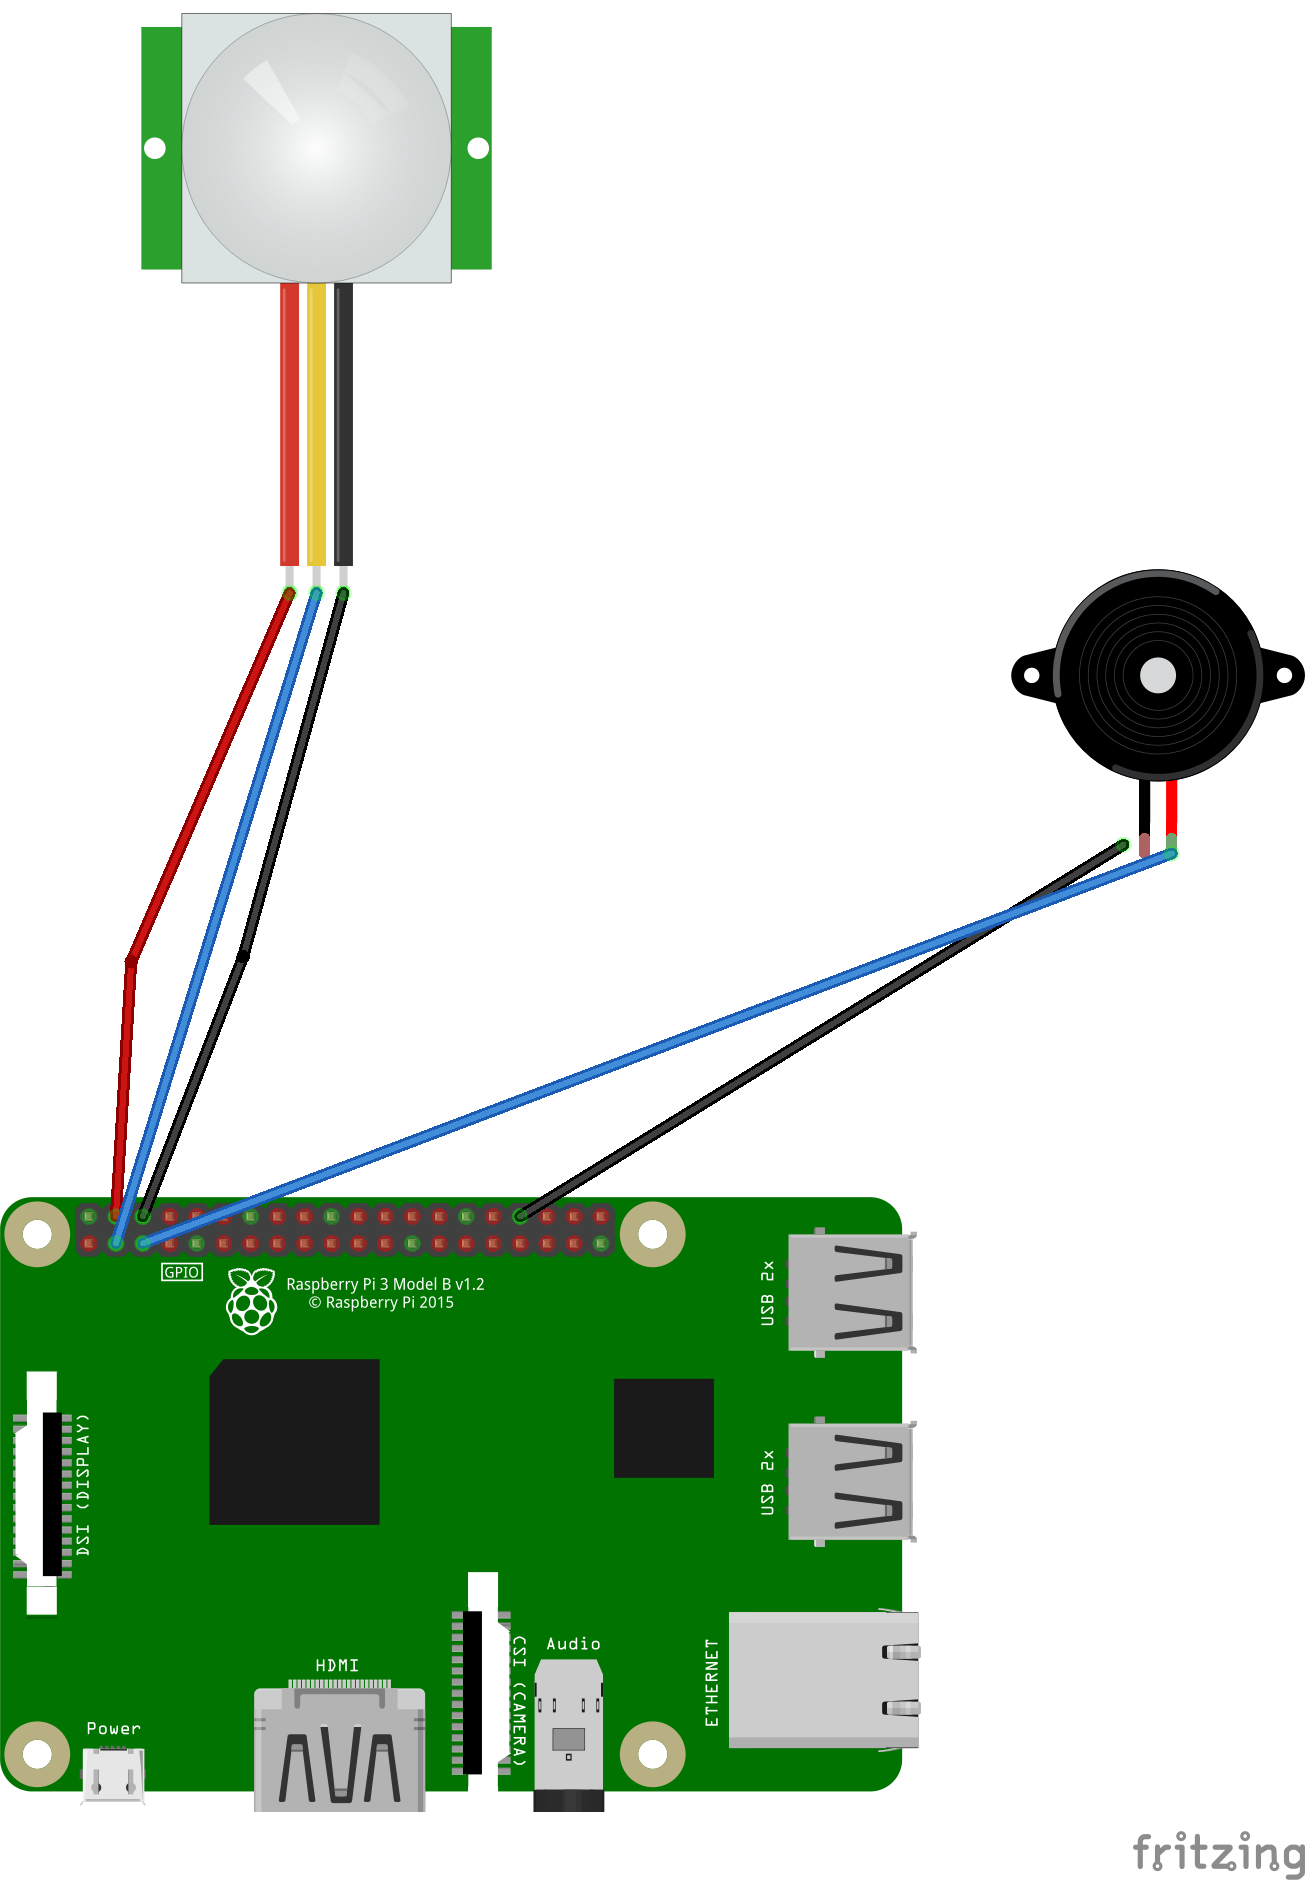 GPIO
Raspberry Pi 3 Model B v1.2
© Raspberry Pi 2015
USB 2x
USB 2x
DSI (DISPLAY)
ETHERNET
CSI (CAMERA)
Audio
HDMI
Power
fritzing